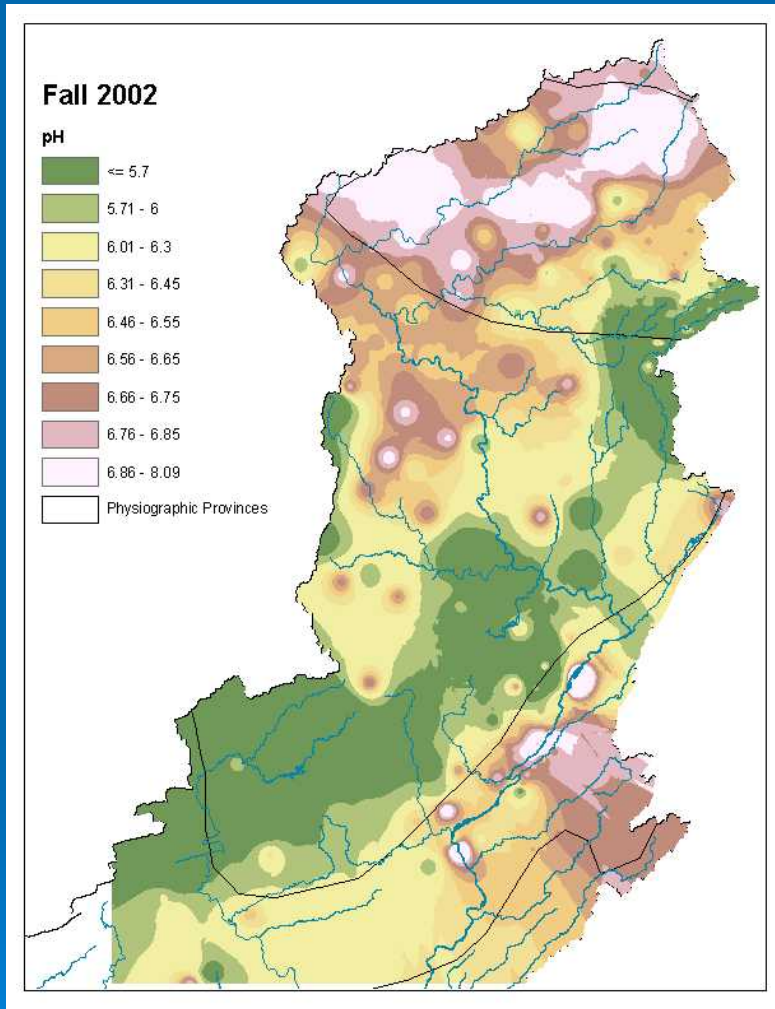 Fall 2002
pH
<= 5.7
5.71 - 6
6.01 - 6.3
6.31 - 6.45
6.46 - 6.55
6.56 - 6.65
6.66 - 6.75
6.76 - 6.85
6.86 - 8.09
Physiographic Provinces